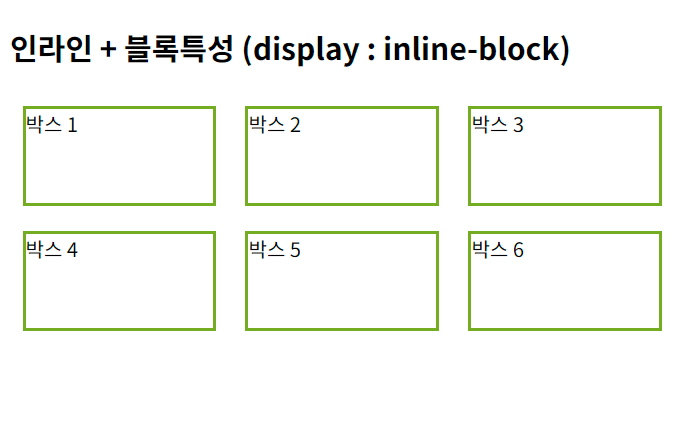 인라인 + 블록특성 (display : inline-block)
박스 1
박스 2
박스 3
박스 4
박스 5
박스 6